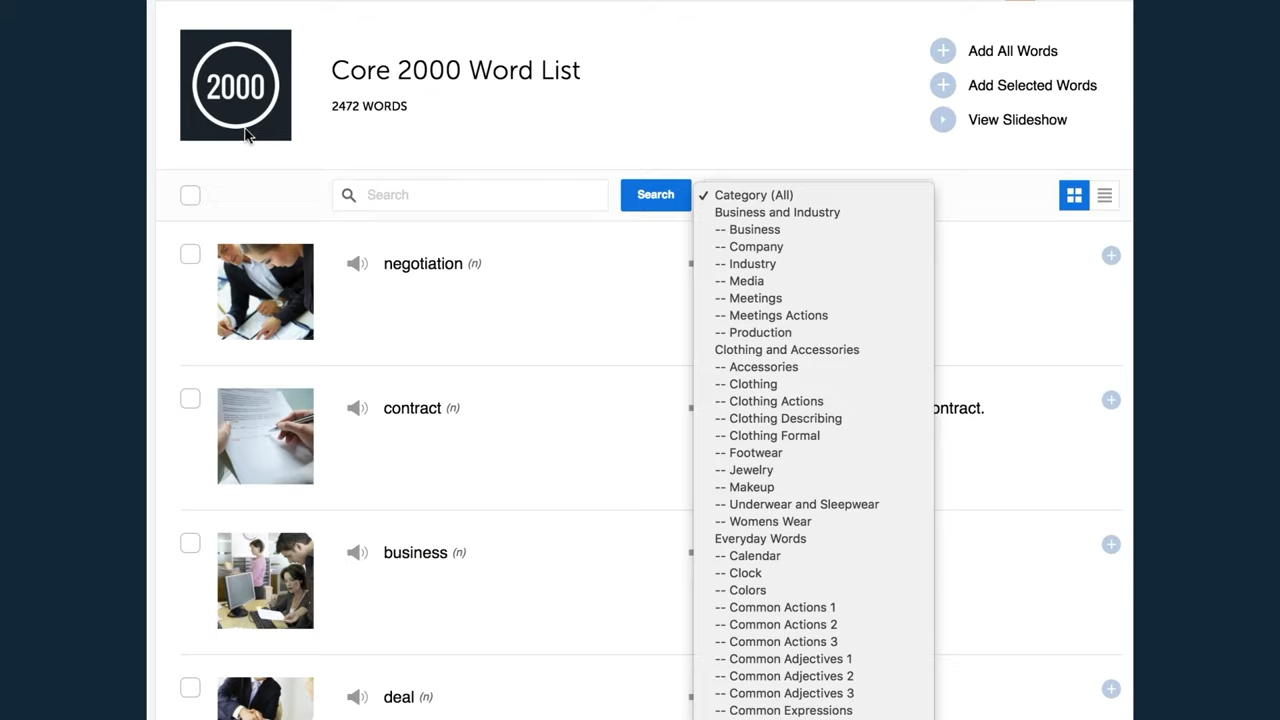 2000
Core 2000 Word List
2472 WORDS
Add All Words
Add Selected Words
View Slideshow
Search
Search
Category (All)
Business and Industry
-- Business
-- Company
-- Industry
-- Media
-- Meetings
-- Meetings Actions
-- Production
Clothing and Accessories
-- Accessories
-- Clothing
-- Clothing Actions
-- Clothing Describing
-- Clothing Formal
-- Footwear
-- Jewelry
-- Makeup
-- Underwear and Sleepwear
-- Womens Wear
Everyday Words
-- Calendar
-- Clock
-- Colors
-- Common Actions 1
-- Common Actions 2
-- Common Actions 3
-- Common Adjectives 1
-- Common Adjectives 2
-- Common Adjectives 3
-- Common Expressions
negotiation (n)
contract (n)
ontract.
business (n)
deal (n)